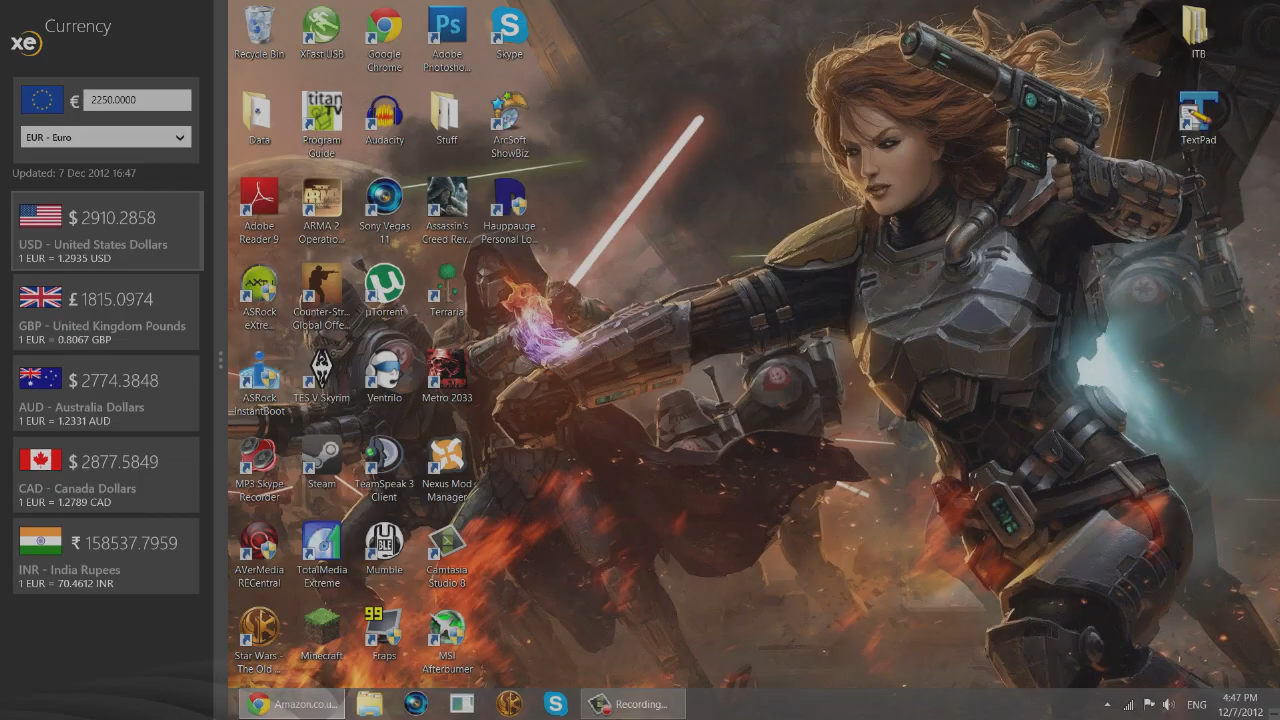 xe Currency
€ 2250.0000
EUR - Euro
Updated: 7 Dec 2012 16:47
$ 2910.2858
USD - United States Dollars
1 EUR = 1.2935 USD
£ 1815.0974
GBP - United Kingdom Pounds
1 EUR = 0.8067 GBP
$ 2774.3848
AUD - Australia Dollars
1 EUR = 1.2331 AUD
$ 2877.5849
CAD - Canada Dollars
1 EUR = 1.2789 CAD
₹ 158537.7959
INR - India Rupees
1 EUR = 70.4612 INR
Recycle Bin
XFastUSB
Google
Chrome
Ps
Adobe
Photosho...
Skype
Data
titan
TV
Program
Guide
Audacity
Stuff
ArcSoft
ShowBiz
Adobe
Reader 9
ARMA 2
Operatio...
Sony Vegas
11
Assassin's
Creed Rev...
Hauppauge
Personal Lo...
ASRock
eXtre...
Counter-Str...
Global Offe...
µTorrent
Terraria
ASRock
InstantBoot
TES V Skyrim
Ventrilo
METRO
Metro 2033
MP3 Skype
Recorder
Steam
TeamSpeak 3
Client
Nexus Mod
Manager
AVerMedia
RECentral
TotalMedia
Extreme
Mumble
Camtasia
Studio 8
Star Wars -
The Old ...
Minecraft
99
Fraps
MSI
Afterburner
ITB
TextPad
Amazon.co.u...
Recording...
ENG
4:47 PM
12/7/2012